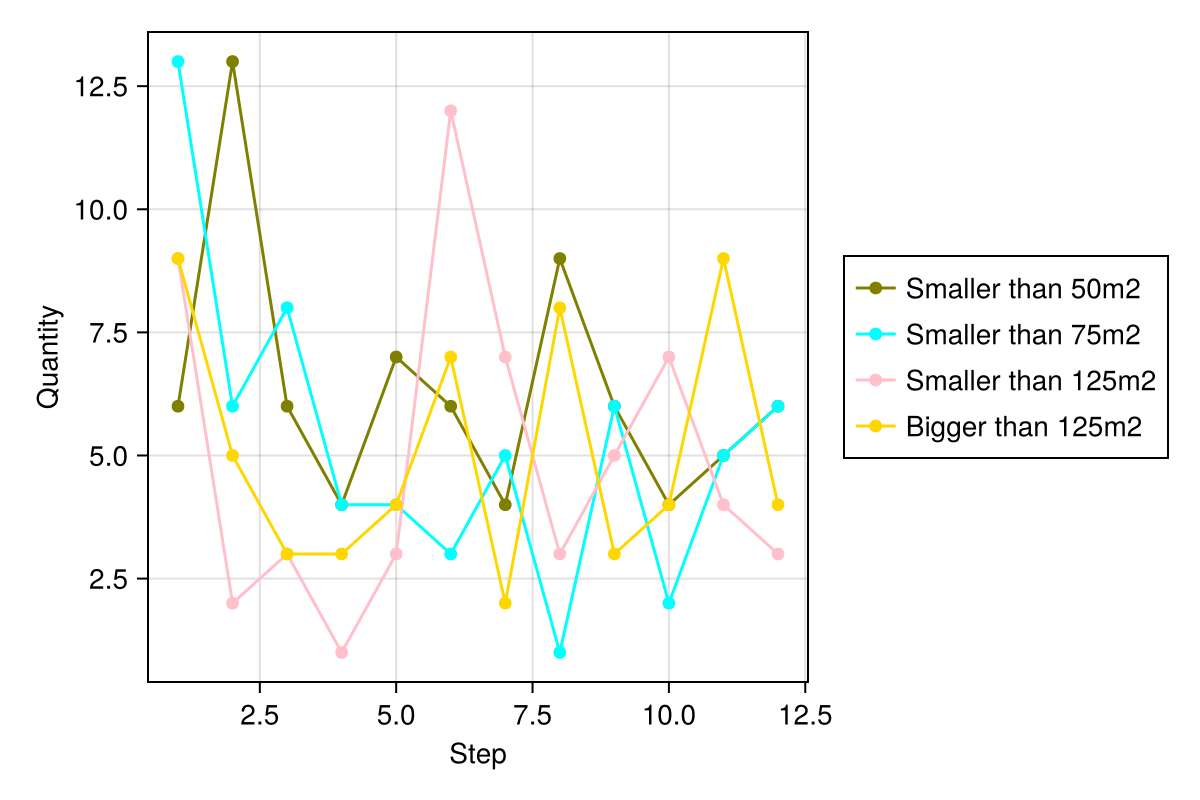 12.5
10.0
7.5
5.0
2.5
Quantity
2.5 5.0 7.5 10.0 12.5
Step
Smaller than 50m2
Smaller than 75m2
Smaller than 125m2
Bigger than 125m2